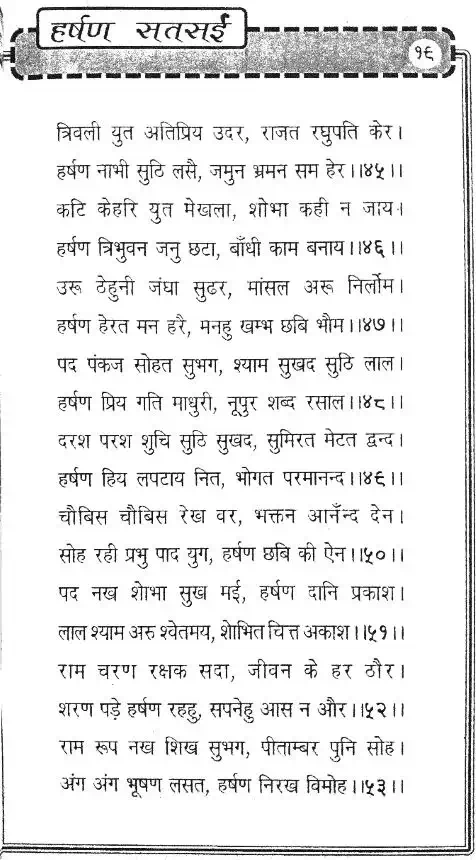 हर्षण सतसई
१६
त्रिवली युत अतिप्रिय उदर, राजत रघुपति केर।
हर्षण नाभी सुठि लसै, जमुन भ्रमन सम हेर।।४५।।
कटि केहरि युत मेखला, शोभा कही न जाय।
हर्षण त्रिभुवन जनु छटा, बाँधी काम बनाय।।४६।।
उरू ठेहुनी जंघा सुढर, मांसल अरू निर्लोम।
हर्षण हेरत मन हरै, मनहु खम्भ छबि भौम।।४७।।
पद पंकज सोहत सुभग, श्याम सुखद सुठि लाल।
हर्षण प्रिय गति माधुरी, नूपुर शब्द रसाल।।४८।।
दरश परश शुचि सुठि सुखद, सुमिरत मेटत द्वन्द।
हर्षण हिय लपटाय नित, भोगत परमानन्द।।४६।।
चौबिस चौबिस रेख वर, भक्तन आनँन्द देन।
सोह रही प्रभु पाद युग, हर्षण छबि की ऐन।।५०।।
पद नख शोभा सुख मई, हर्षण दानि प्रकाश।
लाल श्याम अरु श्वेतमय, शोभित चित्त अकाश।।५१।।
राम चरण रक्षक सदा, जीवन के हर ठौर।
शरण पड़े हर्षण रहहु, सपनेहु आस न और।।५२।।
राम रूप नख शिख सुभग, पीताम्बर पुनि सोह।
अंग अंग भूषण लसत, हर्षण निरख विमोह।।५३।।